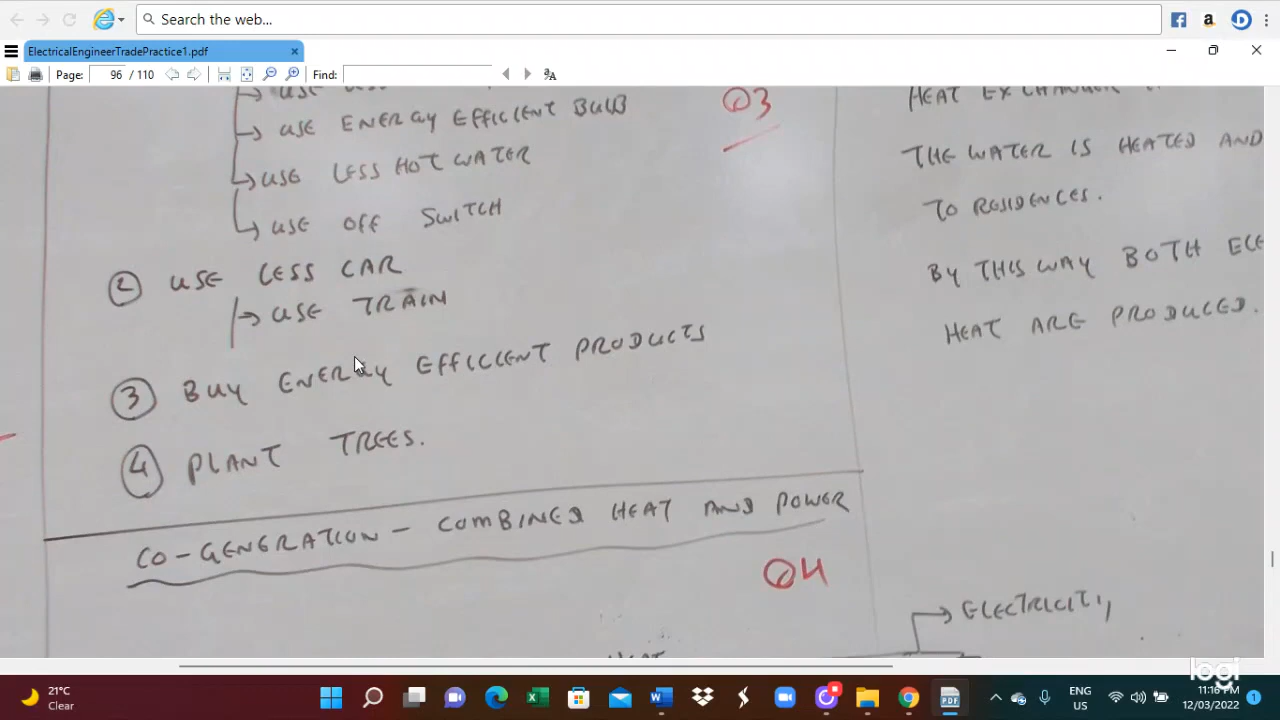 Search the web...
ElectricalEngineerTradePractice1.pdf
Page: 96 / 110 Find:
USE
USE ENERGY EFFICIENT BULB
Q3
USE LESS HOT WATER
USE OFF SWITCH
2 USE LESS CAR
USE TRAIN
3 BUY ENERGY EFFICIENT PRODUCTS
4 PLANT TREES.
CO-GENERATION - COMBINED HEAT AND POWER
Q4
HEAT
HEAT EXCHANGER
THE WATER IS HEATED AND
TO RESIDENCES.
BY THIS WAY BOTH ELE
HEAT ARE PRODUCED.
ELECTRICITY
logi
21°C
Clear
ENG
US
11:16 PM
12/03/2022